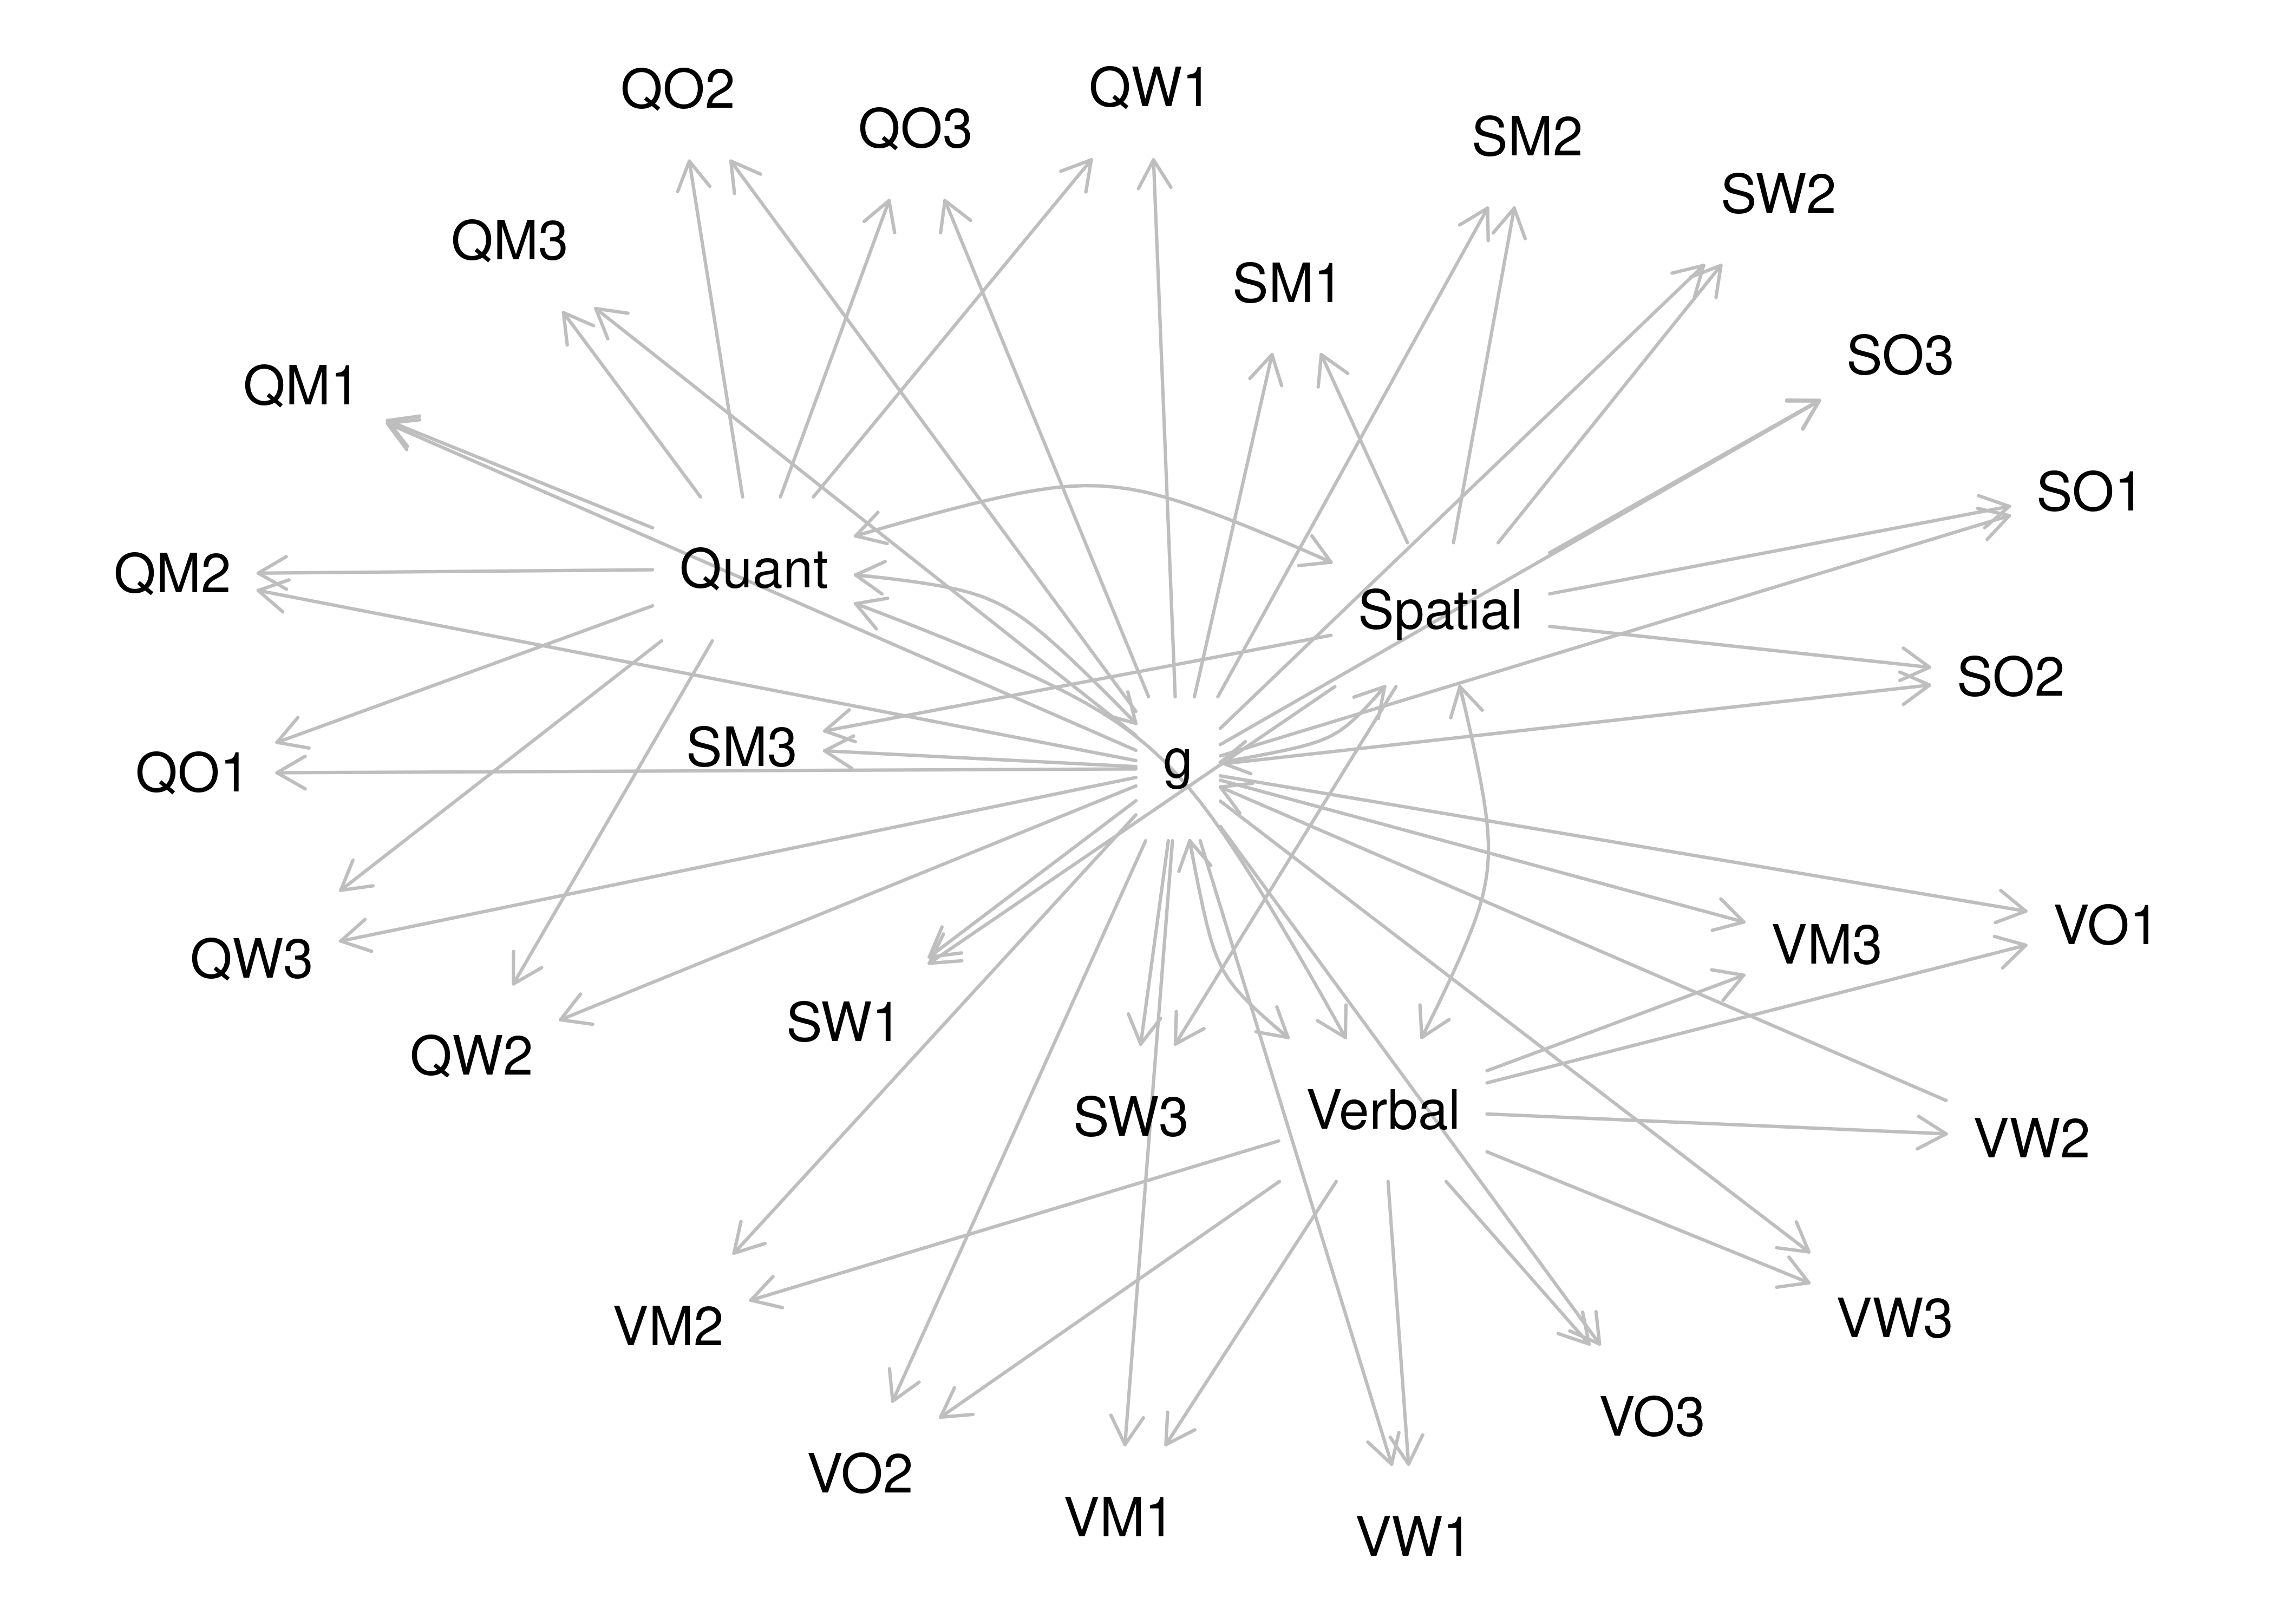 QO2
QO3
QW1
SM2
SW2
QM3
SM1
SO3
QM1
SO1
QM2
Quant
Spatial
SO2
SM3
g
QO1
VO1
VM3
QW3
SW1
QW2
SW3
Verbal
VW2
VM2
VW3
VO3
VO2
VM1
VW1